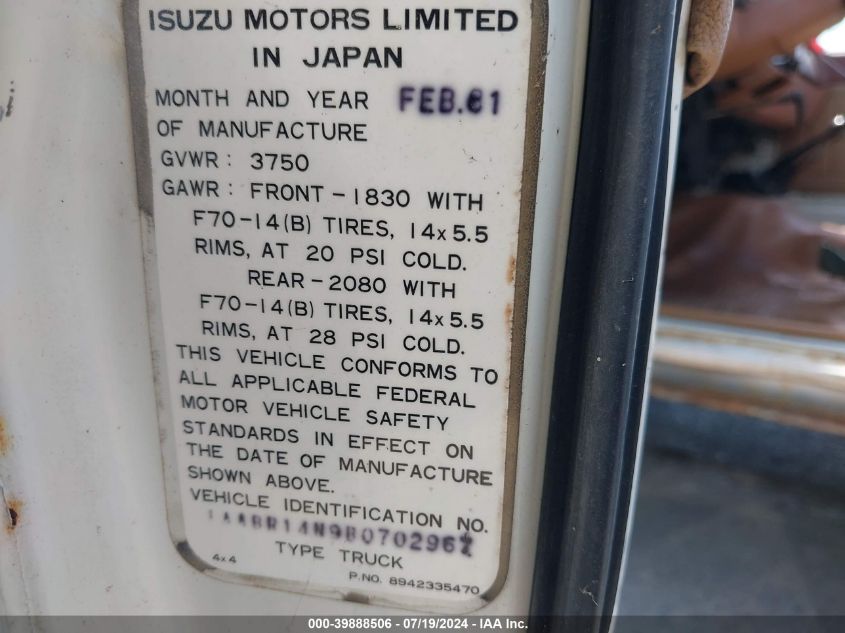 ISUZU MOTORS LIMITED
IN JAPAN
MONTH AND YEAR FEB.81
OF MANUFACTURE
GVWR: 3750
GAWR: FRONT-1830 WITH
F70-14(B) TIRES, 14x5.5
RIMS, AT 20 PSI COLD.
REAR-2080 WITH
F70-14(B) TIRES, 14x5.5
RIMS, AT 28 PSI COLD.
THIS VEHICLE CONFORMS TO
ALL APPLICABLE FEDERAL
MOTOR VEHICLE SAFETY
STANDARDS IN EFFECT ON
THE DATE OF MANUFACTURE
SHOWN ABOVE.
VEHICLE IDENTIFICATION NO.
TYPE TRUCK
4x4
P.NO. 8942335470
000-39888506 / 07/19/2024 - IAA Inc.